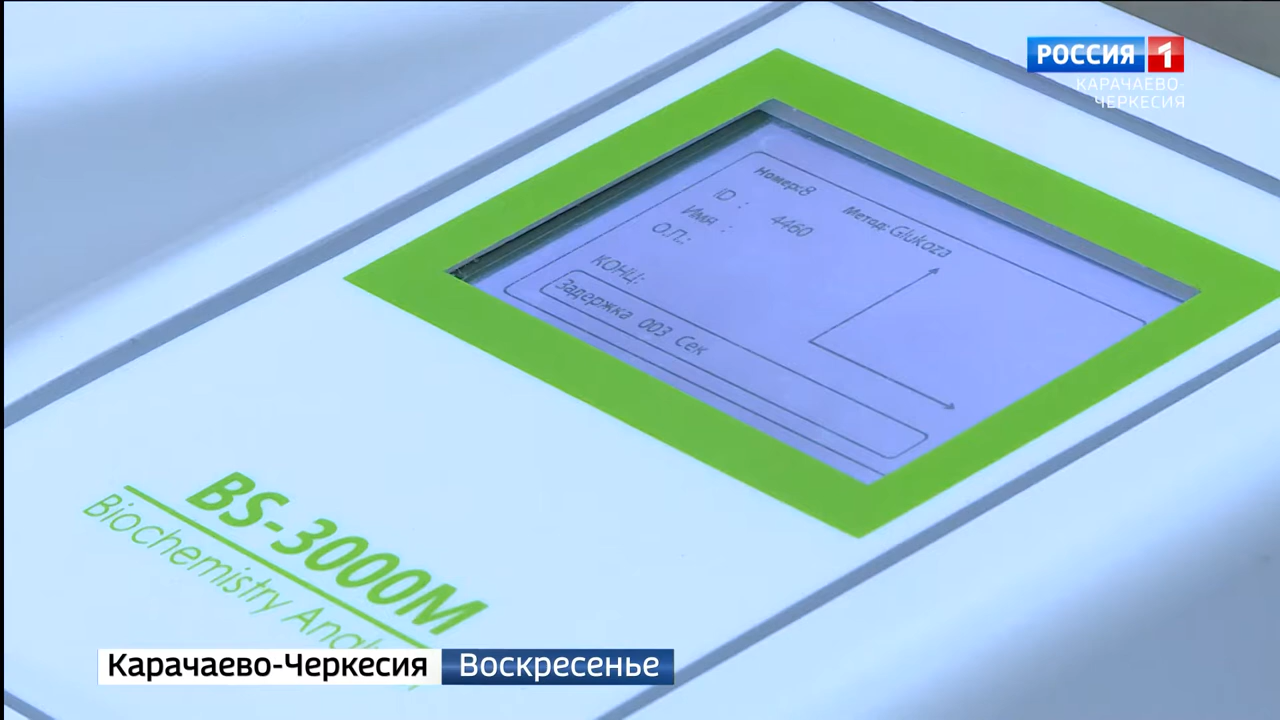 РОССИЯ 1
КАРАЧАЕВО-
ЧЕРКЕСИЯ
Номер:8 Метод: Glukoza
ID : 4460
Имя :
О.П.:
КОНЦ:
Задержка 003 Сек
BS-3000M
Biochemistry Analy
Карачаево-Черкесия Воскресенье